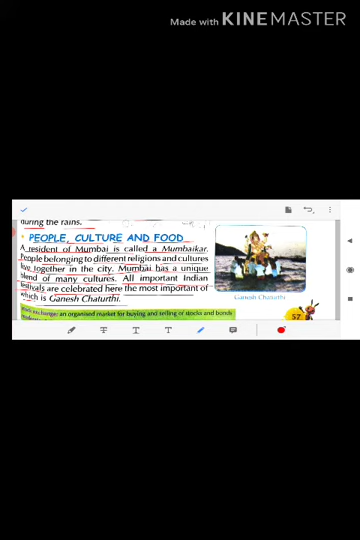 Made with KINEMASTER
during the rains.
PEOPLE, CULTURE AND FOOD
A resident of Mumbai is called a Mumbaikar.
People belonging to different religions and cultures
live together in the city. Mumbai has a unique
blend of many cultures. All important Indian
festivals are celebrated here the most important of
which is Ganesh Chaturthi.
Ganesh Chaturthi
stock exchange: an organised market for buying and selling of stocks and bonds
57
T
T
T